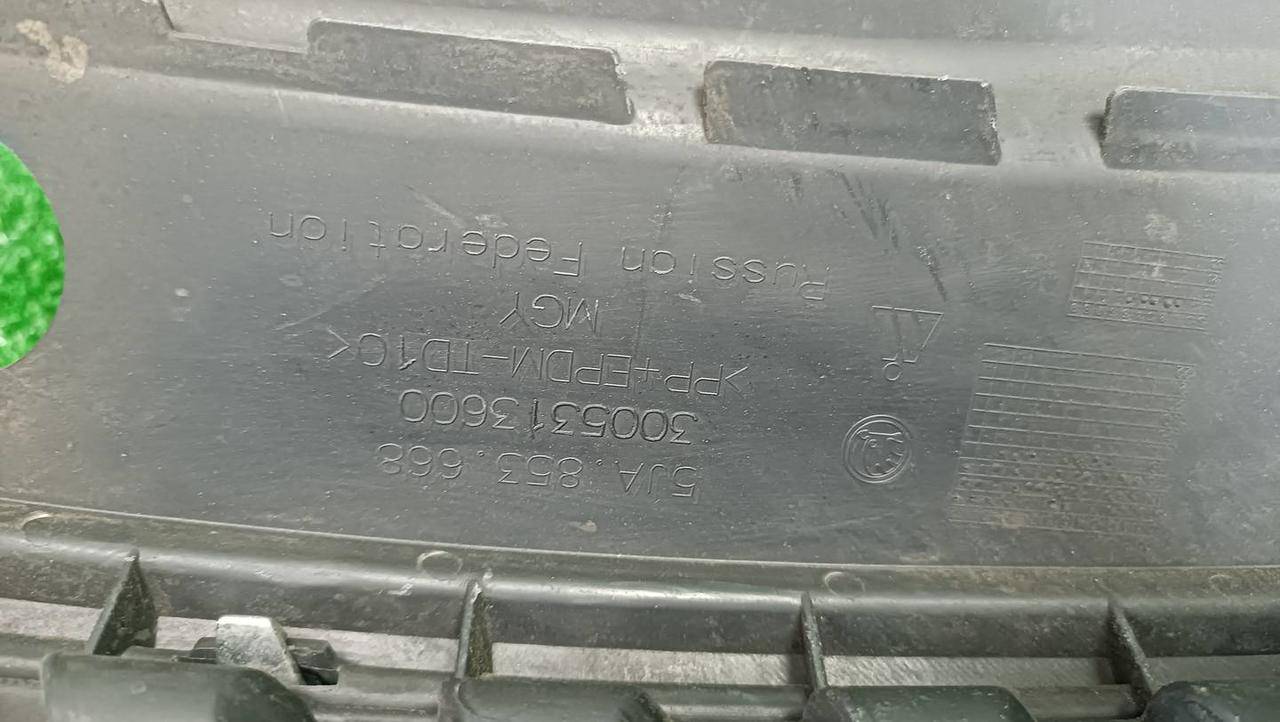 5JA.853.668
3005313600
>PP+EPDM-TD10<
MGY
Russian Federation